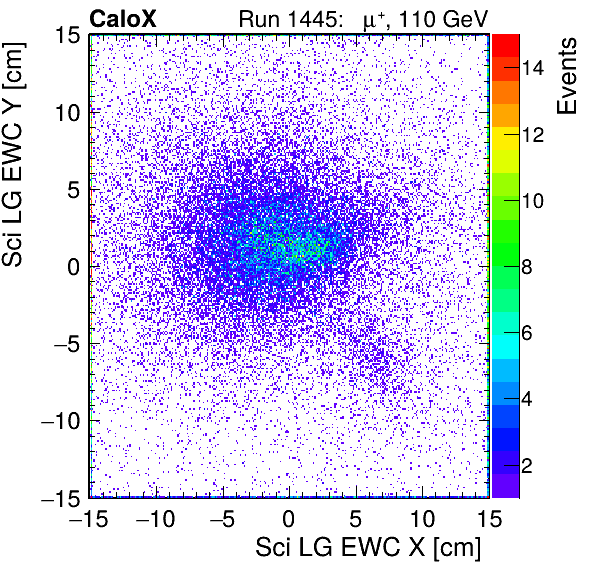 CaloX Run 1445: μ⁺, 110 GeV
Sci LG EWC Y [cm]
15
10
5
0
−5
−10
−15
−15 −10 −5 0 5 10 15
Sci LG EWC X [cm]
Events
14
12
10
8
6
4
2